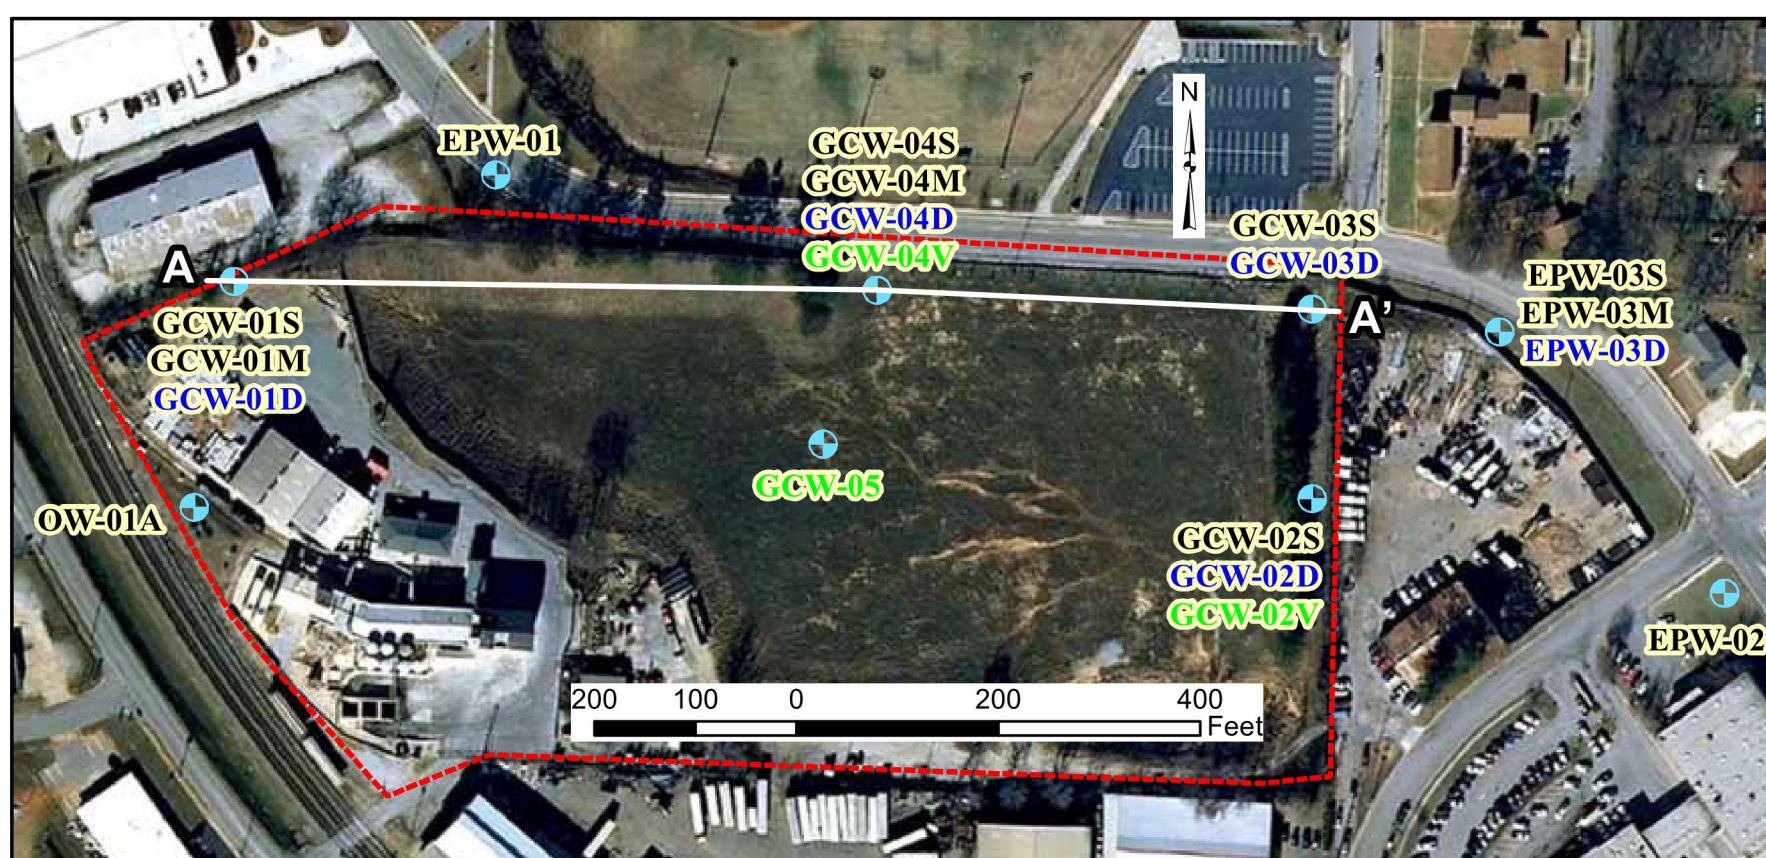 N
EPW-01
GCW-04S
GCW-04M
GCW-04D
GCW-04V
GCW-03S
GCW-03D
EPW-03S
EPW-03M
EPW-03D
A
A’
GCW-01S
GCW-01M
GCW-01D
GCW-05
OW-01A
GCW-02S
GCW-02D
GCW-02V
EPW-02
200 100 0 200 400
Feet